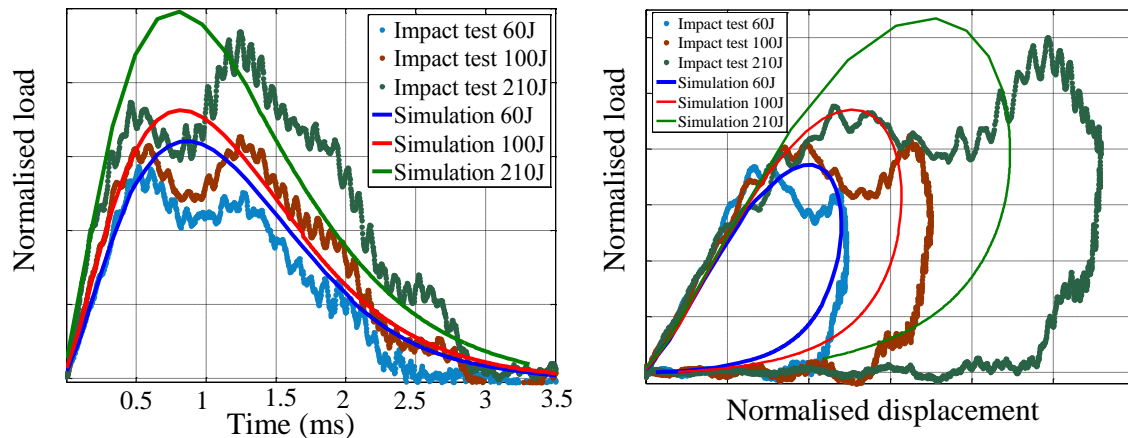 Normalised load
Impact test 60J
Impact test 100J
Impact test 210J
Simulation 60J
Simulation 100J
Simulation 210J
0.5 1 1.5 2 2.5 3 3.5
Time (ms)
Normalised load
Impact test 60J
Impact test 100J
Impact test 210J
Simulation 60J
Simulation 100J
Simulation 210J
Normalised displacement